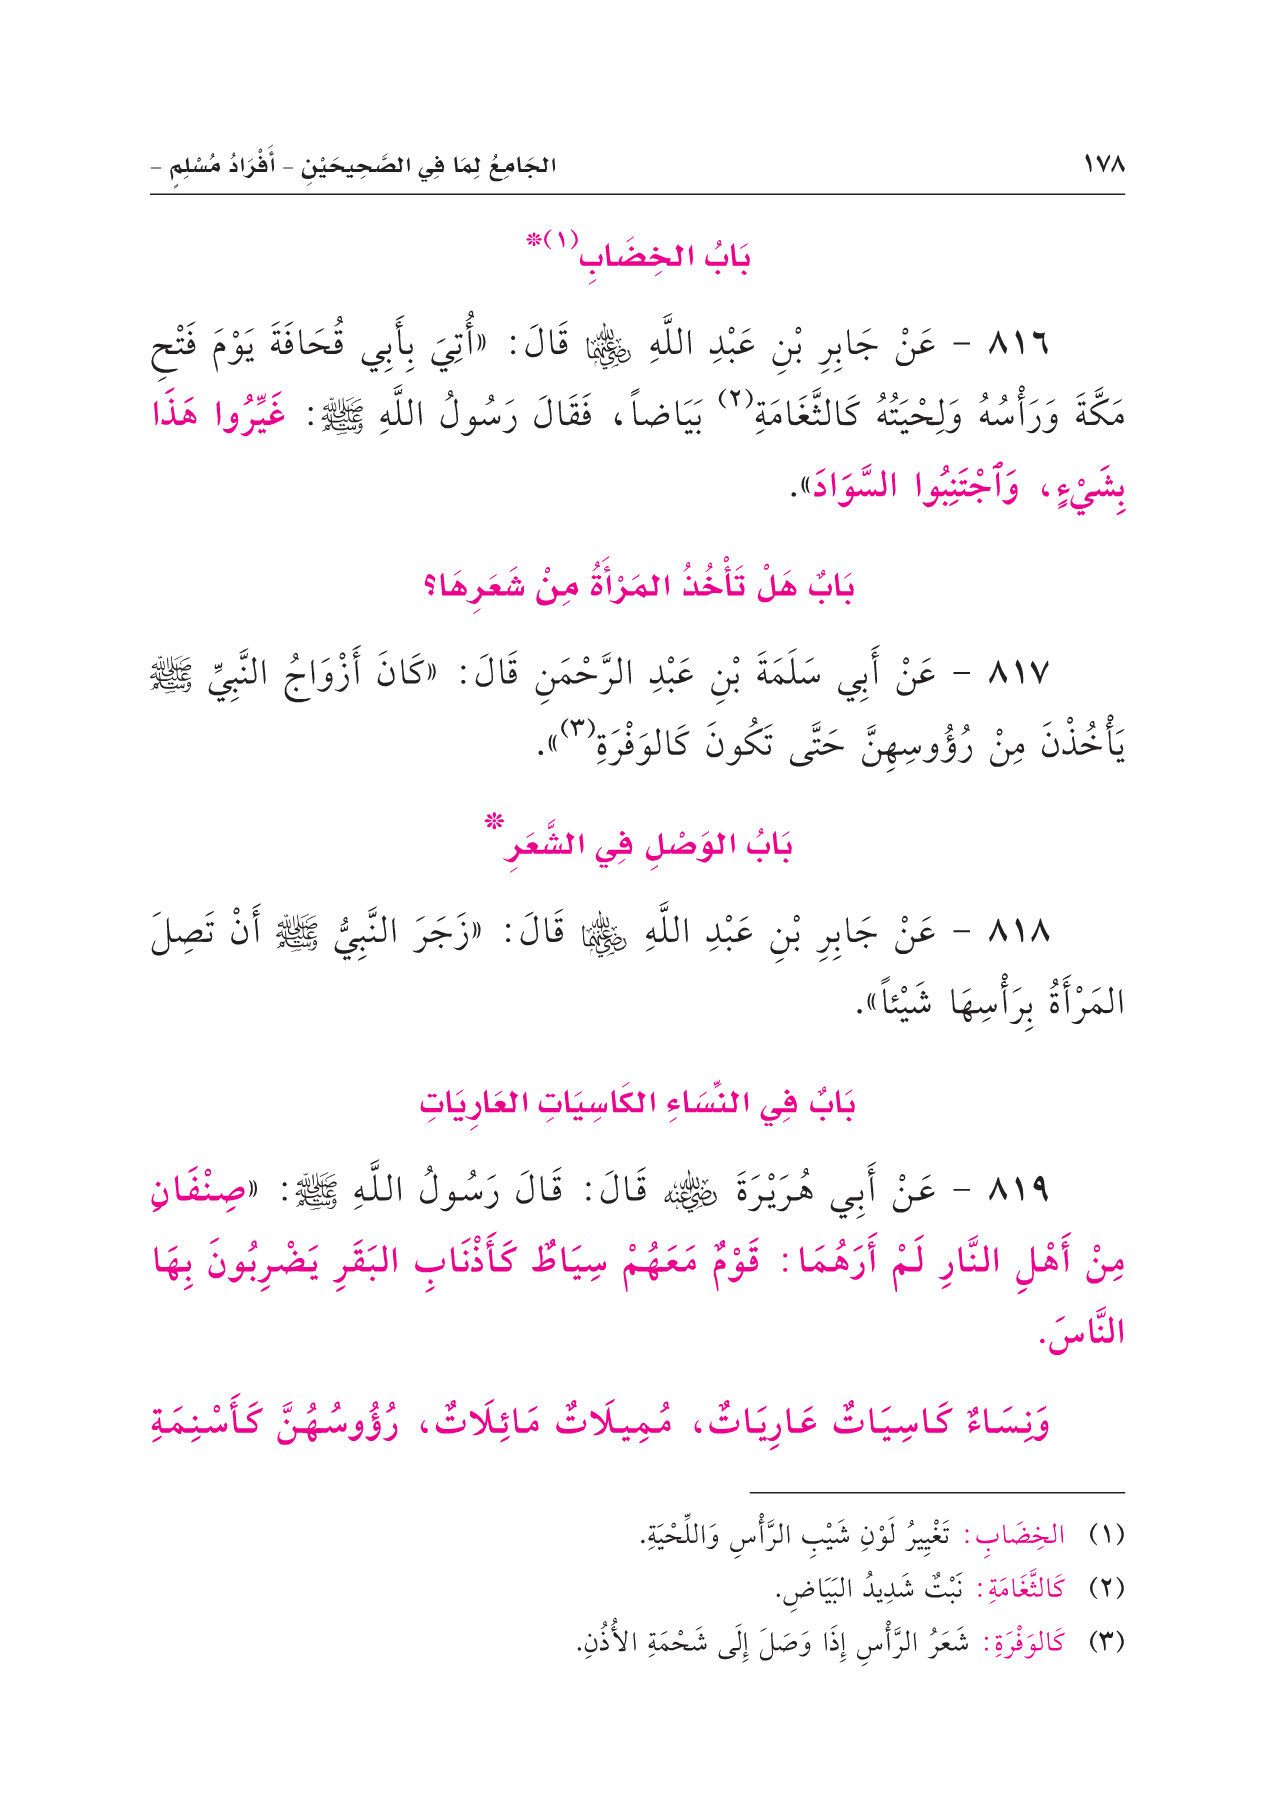 ١٧٨ الجَامِعُ لِمَا فِي الصَّحِيحَيْنِ - أَفْرَادُ مُسْلِمٍ -
بَابُ الخِضَابِ(١)*
٨١٦ - عَنْ جَابِرِ بْنِ عَبْدِ اللَّهِ ﵄ قَالَ: «أُتِيَ بِأَبِي قُحَافَةَ يَوْمَ فَتْحِ
مَكَّةَ وَرَأْسُهُ وَلِحْيَتُهُ كَالثَّغَامَةِ(٢) بَيَاضاً، فَقَالَ رَسُولُ اللَّهِ ﷺ: غَيِّرُوا هَذَا
بِشَيْءٍ، وَٱجْتَنِبُوا السَّوَادَ».
بَابٌ هَلْ تَأْخُذُ المَرْأَةُ مِنْ شَعَرِهَا؟
٨١٧ - عَنْ أَبِي سَلَمَةَ بْنِ عَبْدِ الرَّحْمَنِ قَالَ: «كَانَ أَزْوَاجُ النَّبِيِّ ﷺ
يَأْخُذْنَ مِنْ رُؤُوسِهِنَّ حَتَّى تَكُونَ كَالوَفْرَةِ(٣)».
بَابُ الوَصْلِ فِي الشَّعَرِ*
٨١٨ - عَنْ جَابِرِ بْنِ عَبْدِ اللَّهِ ﵄ قَالَ: «زَجَرَ النَّبِيُّ ﷺ أَنْ تَصِلَ
المَرْأَةُ بِرَأْسِهَا شَيْئاً».
بَابٌ فِي النِّسَاءِ الكَاسِيَاتِ العَارِيَاتِ
٨١٩ - عَنْ أَبِي هُرَيْرَةَ ﵁ قَالَ: قَالَ رَسُولُ اللَّهِ ﷺ: «صِنْفَانِ
مِنْ أَهْلِ النَّارِ لَمْ أَرَهُمَا: قَوْمٌ مَعَهُمْ سِيَاطٌ كَأَذْنَابِ البَقَرِ يَضْرِبُونَ بِهَا
النَّاسَ.
وَنِسَاءٌ كَاسِيَاتٌ عَارِيَاتٌ، مُمِيلَاتٌ مَائِلَاتٌ، رُؤُوسُهُنَّ كَأَسْنِمَةِ
(١) الخِضَابِ: تَغْيِيرُ لَوْنِ شَيْبِ الرَّأْسِ وَاللِّحْيَةِ.
(٢) كَالثَّغَامَةِ: نَبْتٌ شَدِيدُ البَيَاضِ.
(٣) كَالوَفْرَةِ: شَعَرُ الرَّأْسِ إِذَا وَصَلَ إِلَى شَحْمَةِ الأُذُنِ.